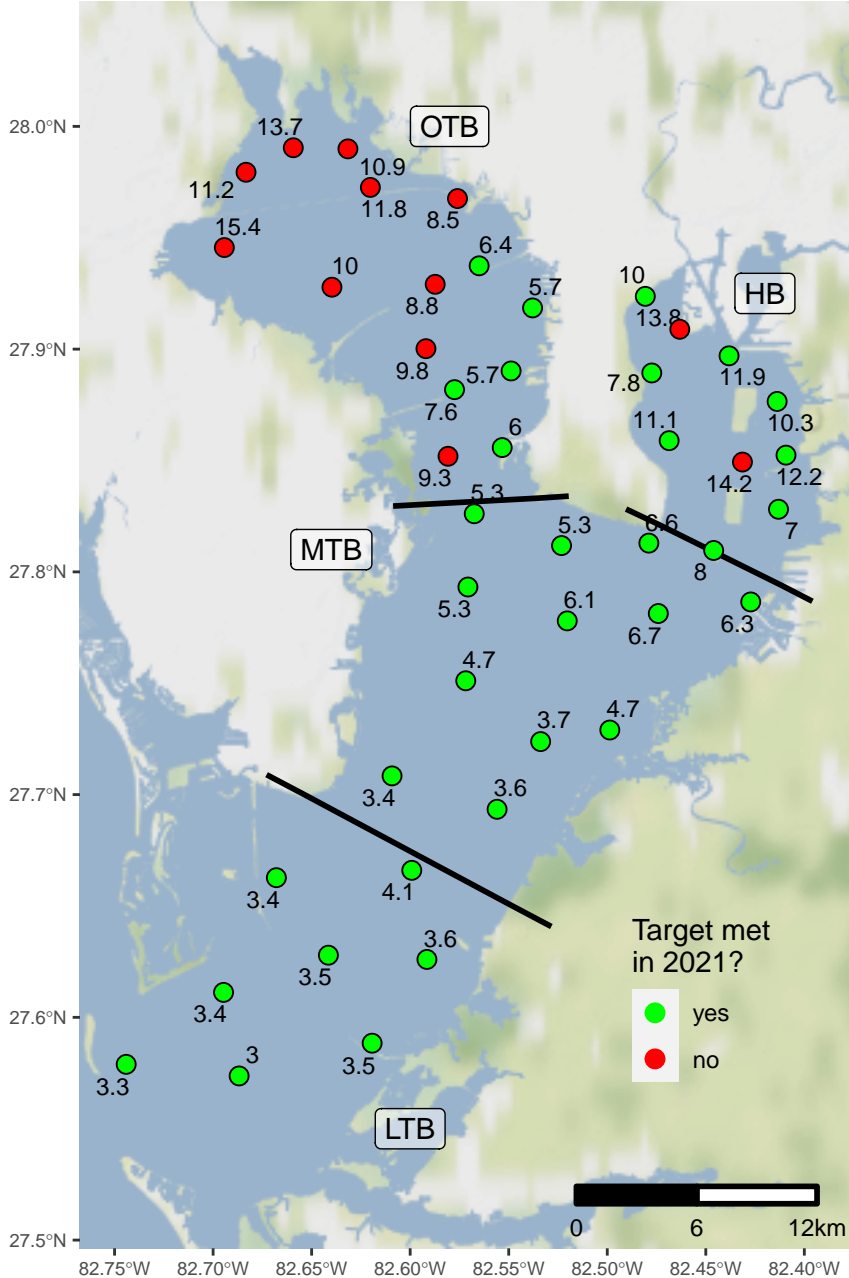 28.0°N
27.9°N
27.8°N
27.7°N
27.6°N
27.5°N
OTB
13.7
10.9
11.2
11.8
8.5
15.4
6.4
10
8.8
5.7
10
HB
13.8
9.8
5.7
7.8
11.9
7.6
10.3
11.1
6
9.3
14.2
12.2
5.3
7
MTB
5.3
6.6
8
5.3
6.1
6.7
6.3
4.7
3.7
4.7
3.4
3.6
3.4
4.1
3.5
3.6
3.4
3.5
3.3
3
LTB
Target met
in 2021?
yes
no
0 6 12km
82.75°W 82.70°W 82.65°W 82.60°W 82.55°W 82.50°W 82.45°W 82.40°W